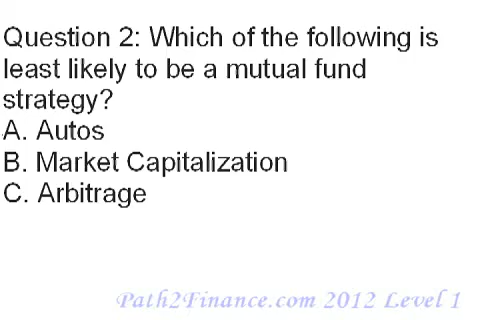 Question 2: Which of the following is
least likely to be a mutual fund
strategy?
A. Autos
B. Market Capitalization
C. Arbitrage
Path2Finance.com 2012 Level 1